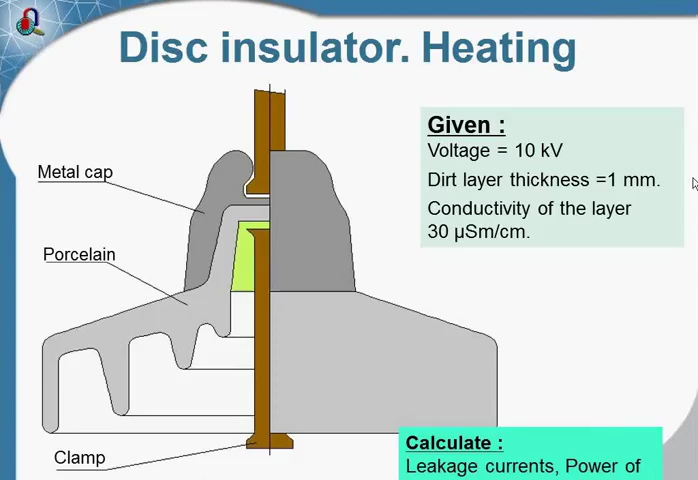 Disc insulator. Heating
Given :
Voltage = 10 kV
Dirt layer thickness =1 mm.
Conductivity of the layer
30 µSm/cm.
Metal cap
Porcelain
Clamp
Calculate :
Leakage currents, Power of